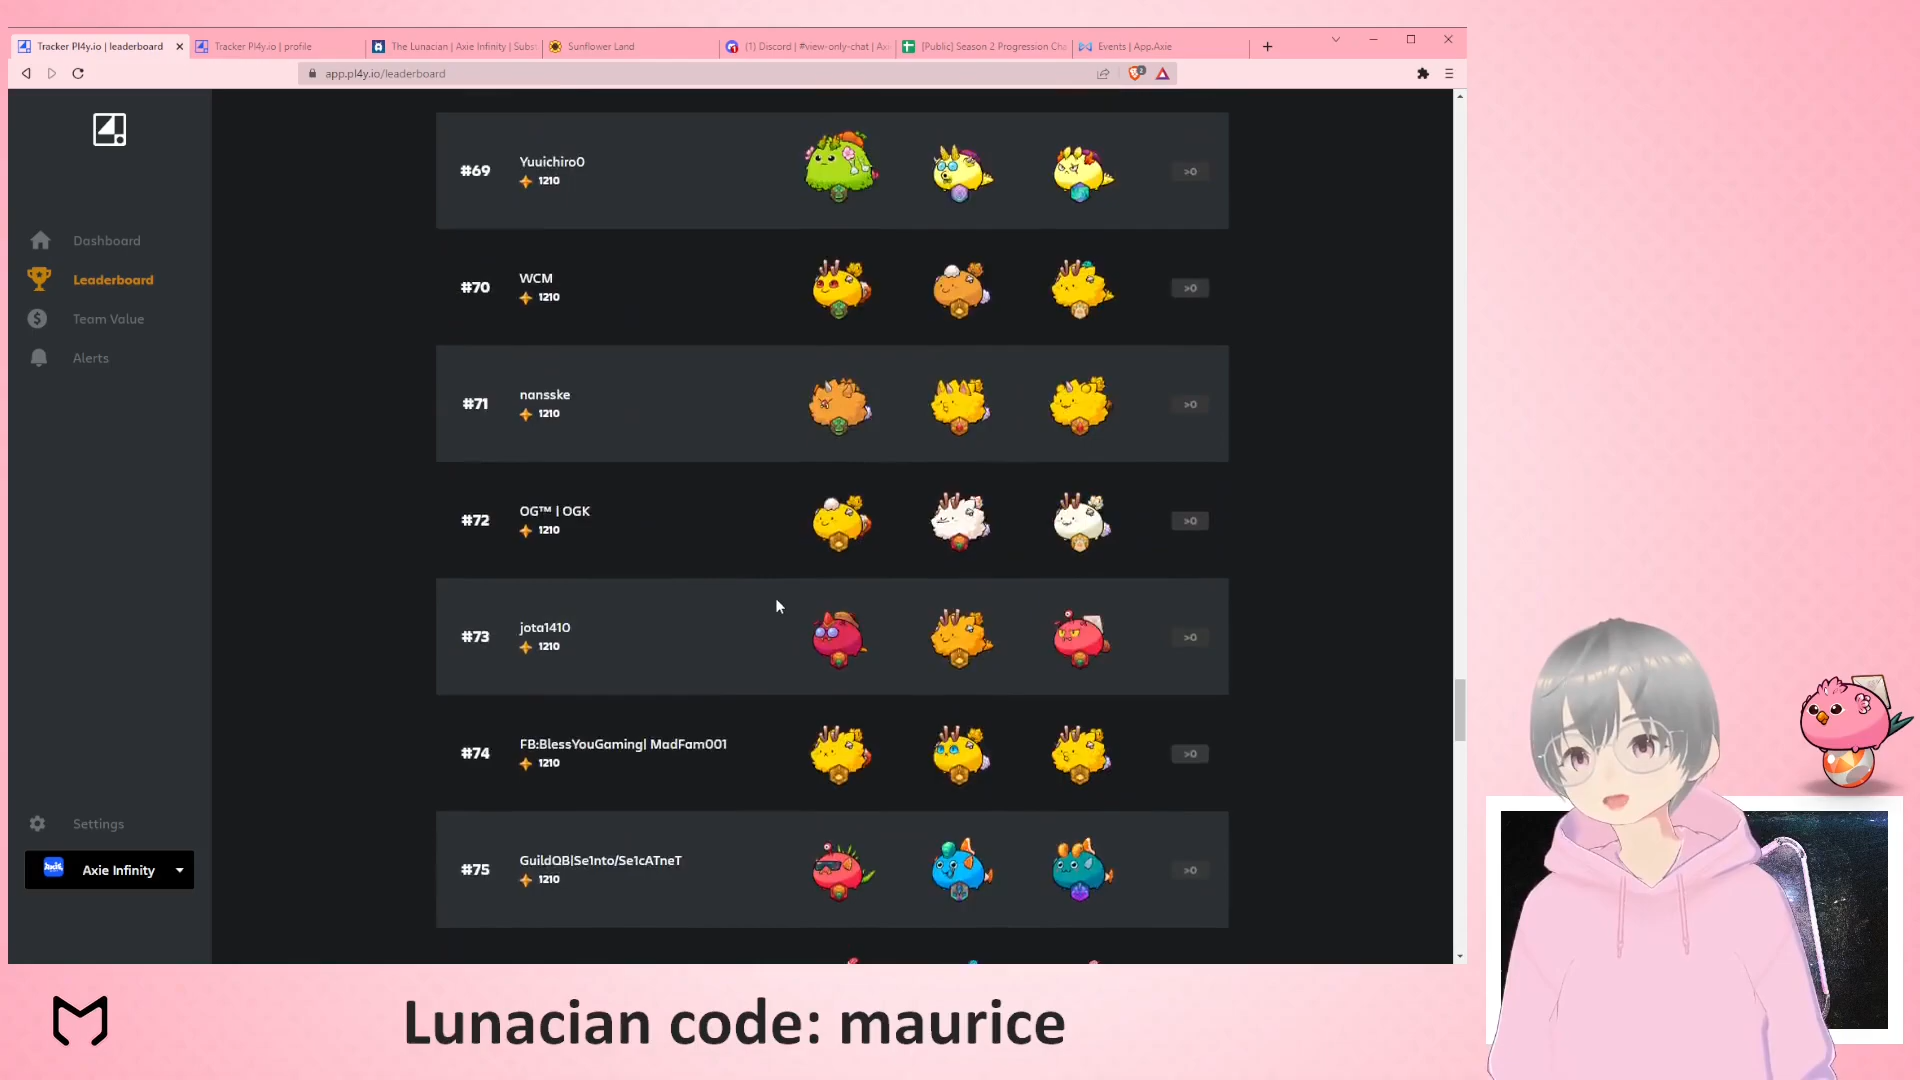 Tracker Pl4y.io | leaderboard
Tracker Pl4y.io | profile
The Lunacian | Axie Infinity | Subs
Sunflower Land
(1) Discord | #view-only-chat | Axi
[Public] Season 2 Progression Cha
Events | App.Axie
app.pl4y.io/leaderboard
Dashboard
Leaderboard
Team Value
Alerts
Settings
Axie Infinity
#69
Yuuichiro0
1210
>0
#70
WCM
1210
>0
#71
nansske
1210
>0
#72
OG™ | OGK
1210
>0
#73
jota1410
1210
>0
#74
FB:BlessYouGaming| MadFam001
1210
>0
#75
GuildQB|Se1nto/Se1cATneT
1210
>0
Lunacian code: maurice